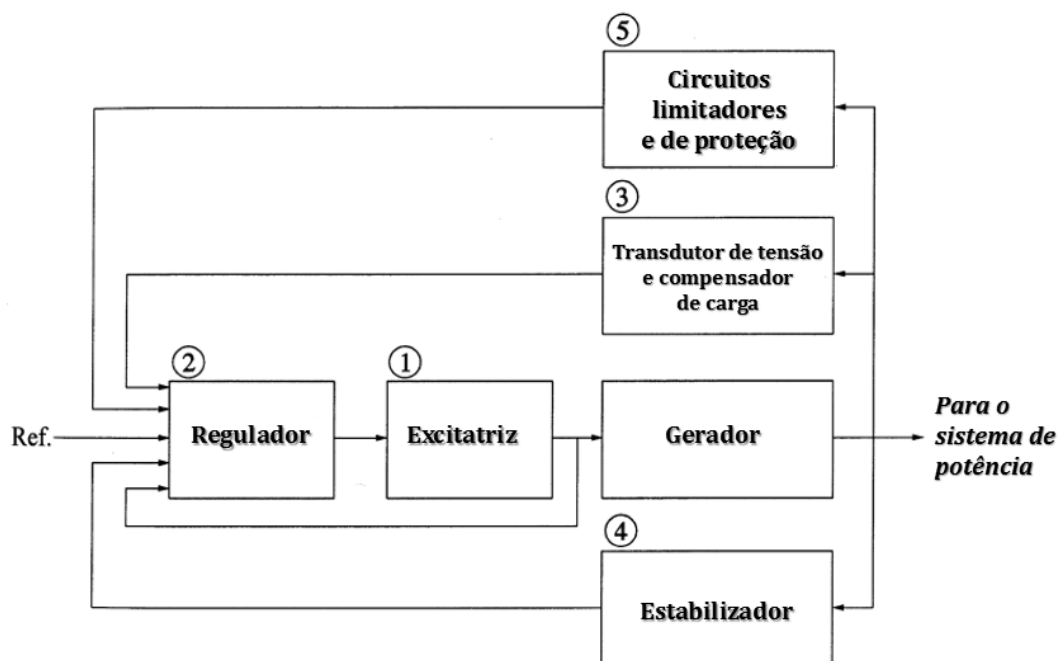 ⑤
Circuitos
limitadores
e de proteção
③
Transdutor de tensão
e compensador
de carga
②
①
Ref.
Regulador
Excitatriz
Gerador
Para o
sistema de
potência
④
Estabilizador